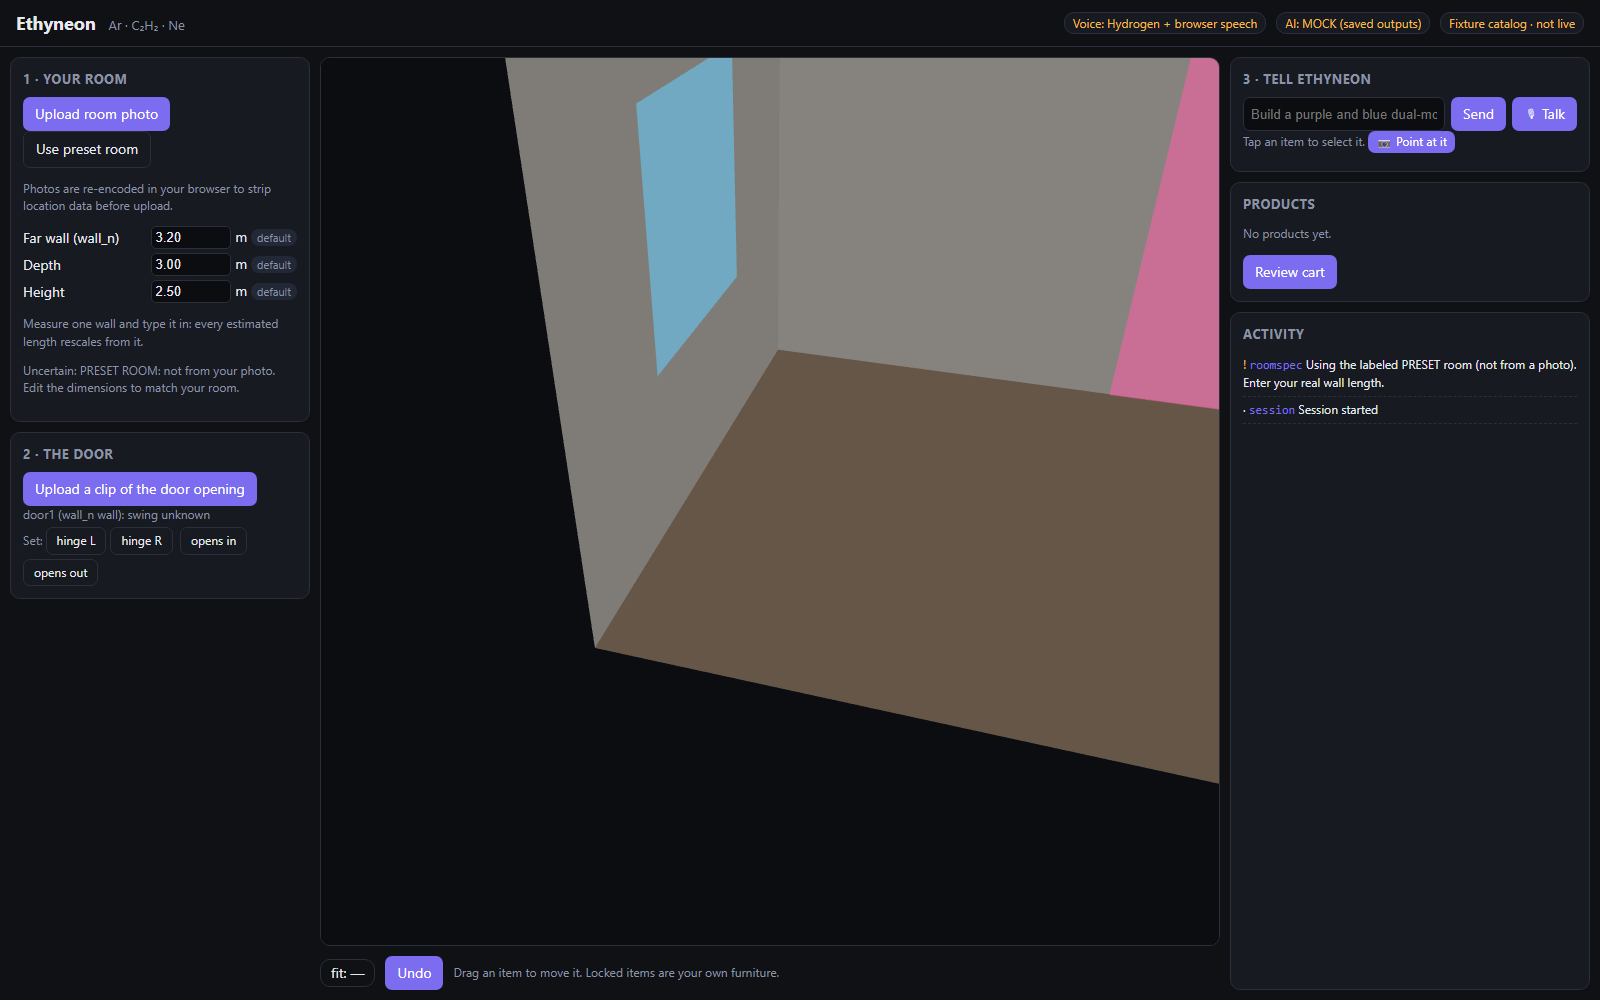 Ethyneon Ar · C₂H₂ · Ne
Voice: Hydrogen + browser speech
AI: MOCK (saved outputs)
Fixture catalog · not live
1 · YOUR ROOM
Upload room photo
Use preset room
Photos are re-encoded in your browser to strip
location data before upload.
Far wall (wall_n) 3.20 m default
Depth 3.00 m default
Height 2.50 m default
Measure one wall and type it in: every estimated
length rescales from it.
Uncertain: PRESET ROOM: not from your photo.
Edit the dimensions to match your room.
2 · THE DOOR
Upload a clip of the door opening
door1 (wall_n wall): swing unknown
Set: hinge L hinge R opens in
opens out
fit: —
Undo
Drag an item to move it. Locked items are your own furniture.
3 · TELL ETHYNEON
Build a purple and blue dual-mo
Send
Talk
Tap an item to select it. Point at it
PRODUCTS
No products yet.
Review cart
ACTIVITY
! roomspec Using the labeled PRESET room (not from a photo).
Enter your real wall length.
· session Session started